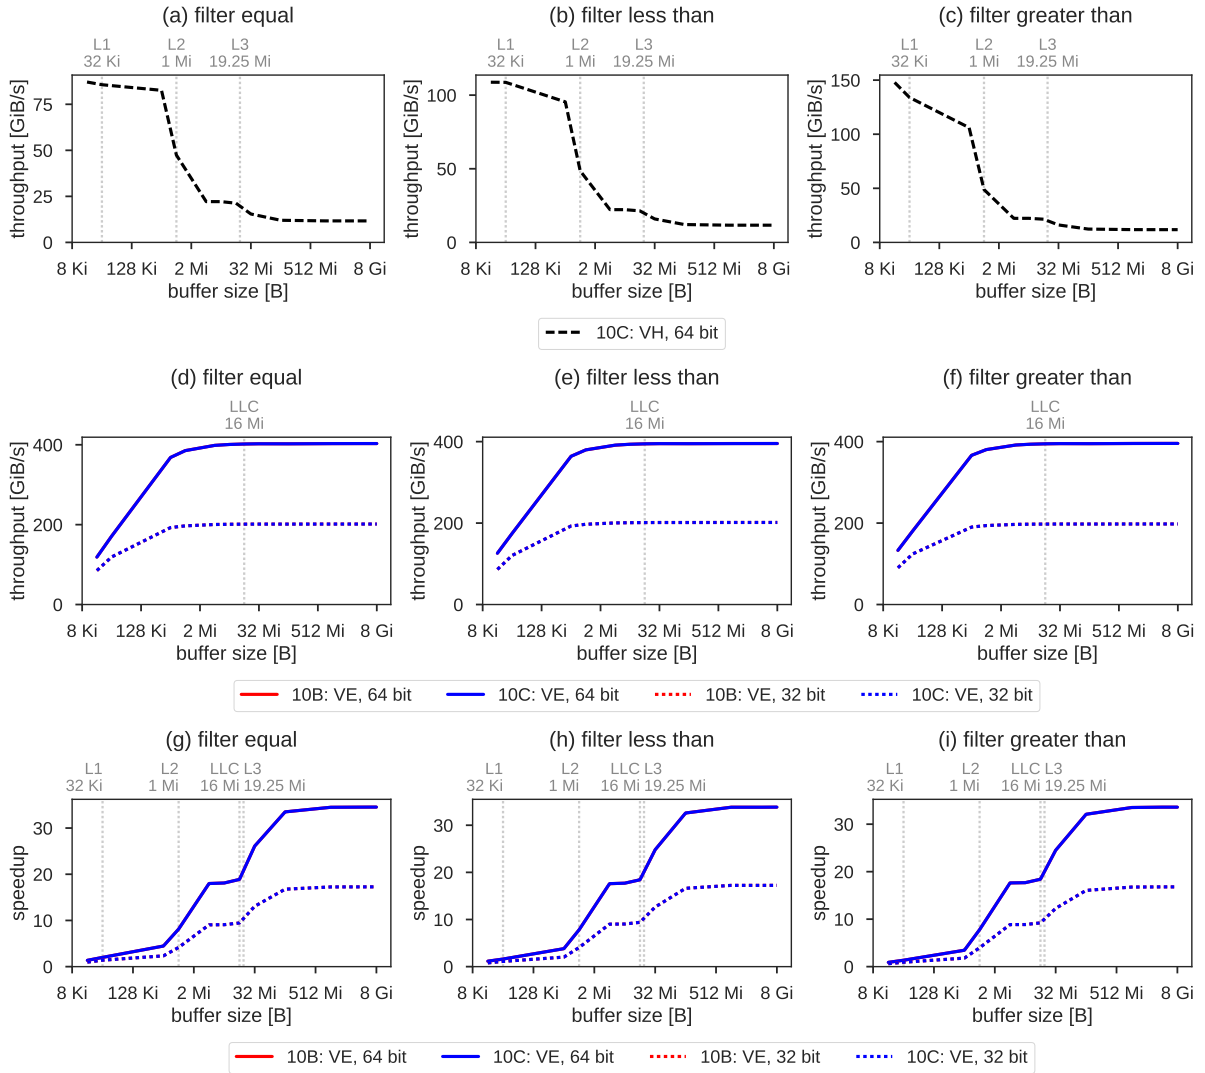 (a) filter equal (b) filter less than (c) filter greater than
L1 L2 L3 L1 L2 L3 L1 L2 L3
32 Ki 1 Mi 19.25 Mi 32 Ki 1 Mi 19.25 Mi 32 Ki 1 Mi 19.25 Mi
throughput [GiB/s] 75 50 25 0
throughput [GiB/s] 100 50 0
throughput [GiB/s] 150 100 50 0
8 Ki 128 Ki 2 Mi 32 Mi 512 Mi 8 Gi 8 Ki 128 Ki 2 Mi 32 Mi 512 Mi 8 Gi 8 Ki 128 Ki 2 Mi 32 Mi 512 Mi 8 Gi
buffer size [B] buffer size [B] buffer size [B]
10C: VH, 64 bit
(d) filter equal (e) filter less than (f) filter greater than
LLC LLC LLC
16 Mi 16 Mi 16 Mi
throughput [GiB/s] 400 200 0
throughput [GiB/s] 400 200 0
throughput [GiB/s] 400 200 0
8 Ki 128 Ki 2 Mi 32 Mi 512 Mi 8 Gi 8 Ki 128 Ki 2 Mi 32 Mi 512 Mi 8 Gi 8 Ki 128 Ki 2 Mi 32 Mi 512 Mi 8 Gi
buffer size [B] buffer size [B] buffer size [B]
10B: VE, 64 bit 10C: VE, 64 bit 10B: VE, 32 bit 10C: VE, 32 bit
(g) filter equal (h) filter less than (i) filter greater than
L1 L2 LLC L3 L1 L2 LLC L3 L1 L2 LLC L3
32 Ki 1 Mi 16 Mi 19.25 Mi 32 Ki 1 Mi 16 Mi 19.25 Mi 32 Ki 1 Mi 16 Mi 19.25 Mi
speedup 30 20 10 0
speedup 30 20 10 0
speedup 30 20 10 0
8 Ki 128 Ki 2 Mi 32 Mi 512 Mi 8 Gi 8 Ki 128 Ki 2 Mi 32 Mi 512 Mi 8 Gi 8 Ki 128 Ki 2 Mi 32 Mi 512 Mi 8 Gi
buffer size [B] buffer size [B] buffer size [B]
10B: VE, 64 bit 10C: VE, 64 bit 10B: VE, 32 bit 10C: VE, 32 bit